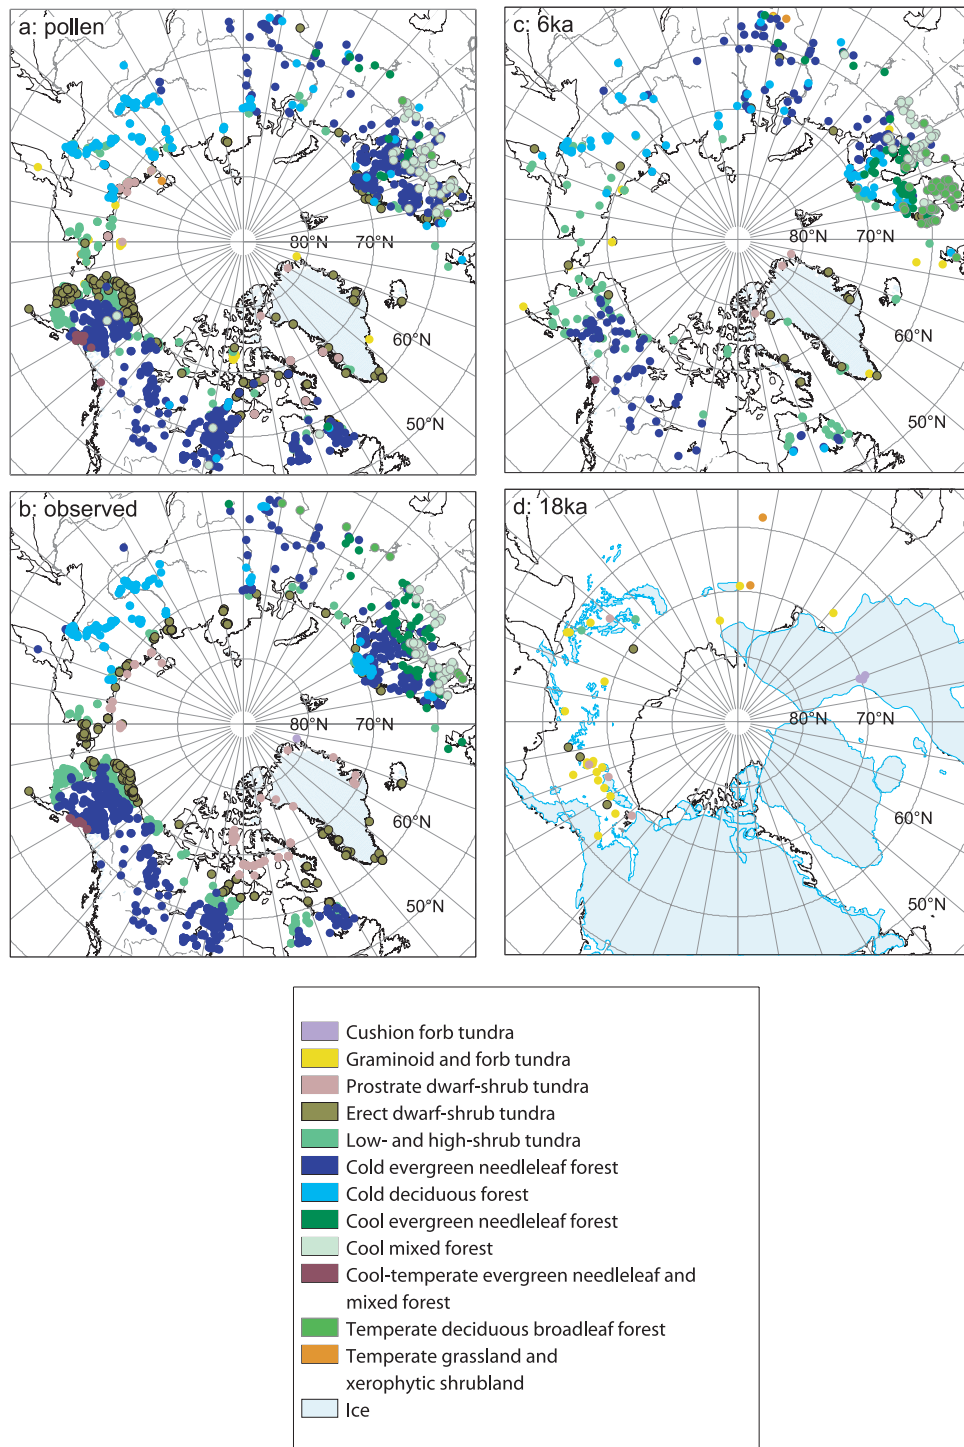 a: pollen
80°N
70°N
60°N
50°N
c: 6ka
80°N
70°N
60°N
50°N
b: observed
80°N
70°N
60°N
50°N
d: 18ka
80°N
70°N
60°N
50°N
Cushion forb tundra
Graminoid and forb tundra
Prostrate dwarf-shrub tundra
Erect dwarf-shrub tundra
Low- and high-shrub tundra
Cold evergreen needleleaf forest
Cold deciduous forest
Cool evergreen needleleaf forest
Cool mixed forest
Cool-temperate evergreen needleleaf and
mixed forest
Temperate deciduous broadleaf forest
Temperate grassland and
xerophytic shrubland
Ice